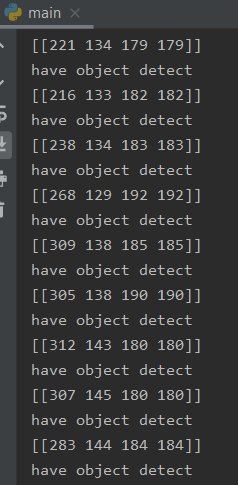 main
[[221 134 179 179]]
have object detect
[[216 133 182 182]]
have object detect
[[238 134 183 183]]
have object detect
[[268 129 192 192]]
have object detect
[[309 138 185 185]]
have object detect
[[305 138 190 190]]
have object detect
[[312 143 180 180]]
have object detect
[[307 145 180 180]]
have object detect
[[283 144 184 184]]
have object detect